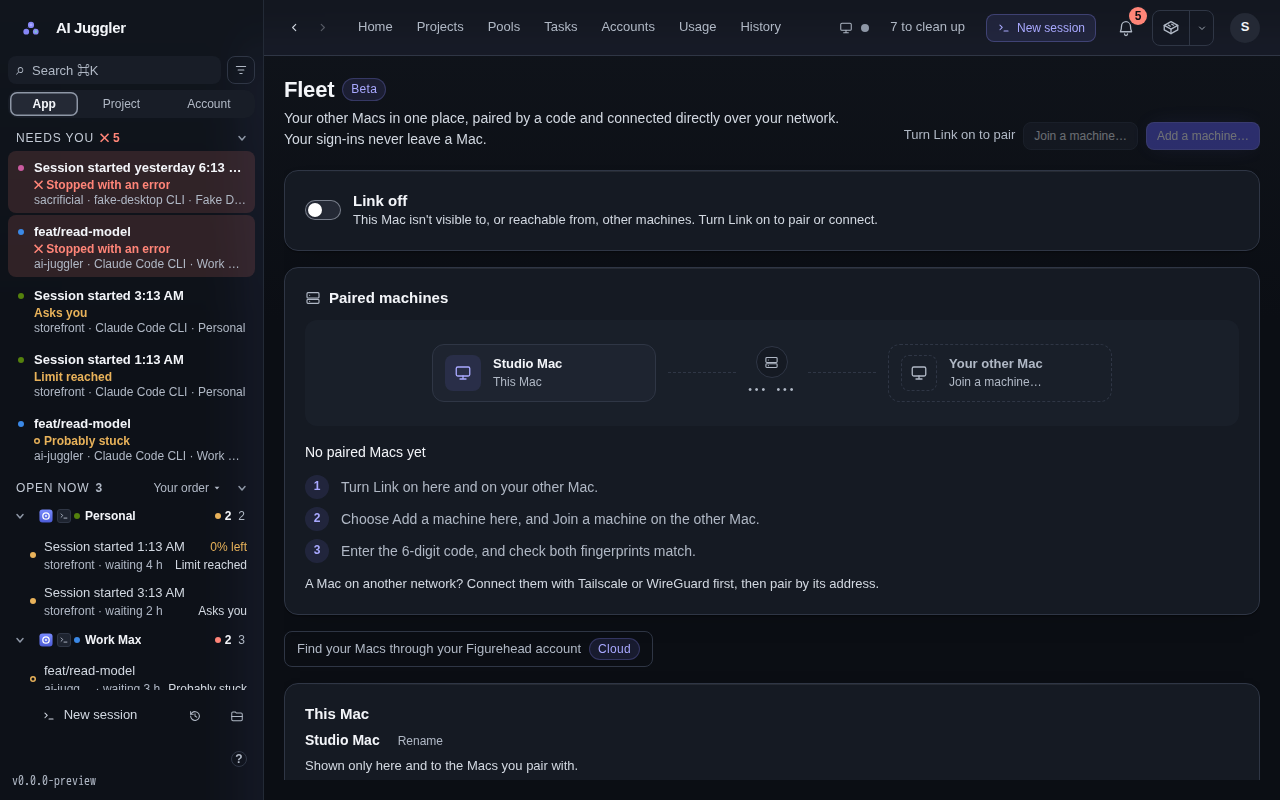 AI Juggler
Search ⌘K
App Project Account
NEEDS YOU 5
Session started yesterday 6:13 …
Stopped with an error
sacrificial · fake-desktop CLI · Fake D…
feat/read-model
Stopped with an error
ai-juggler · Claude Code CLI · Work …
Session started 3:13 AM
Asks you
storefront · Claude Code CLI · Personal
Session started 1:13 AM
Limit reached
storefront · Claude Code CLI · Personal
feat/read-model
Probably stuck
ai-juggler · Claude Code CLI · Work …
OPEN NOW 3 Your order
Personal 2 2
Session started 1:13 AM 0% left
storefront · waiting 4 h Limit reached
Session started 3:13 AM
storefront · waiting 2 h Asks you
Work Max 2 3
feat/read-model
ai-jugg… · waiting 3 h Probably stuck
New session
?
v0.0.0-preview
Home Projects Pools Tasks Accounts Usage History
7 to clean up
New session
5
S
Fleet Beta
Your other Macs in one place, paired by a code and connected directly over your network.
Your sign-ins never leave a Mac.
Turn Link on to pair Join a machine… Add a machine…
Link off
This Mac isn't visible to, or reachable from, other machines. Turn Link on to pair or connect.
Paired machines
Studio Mac
This Mac
••• •••
Your other Mac
Join a machine…
No paired Macs yet
1 Turn Link on here and on your other Mac.
2 Choose Add a machine here, and Join a machine on the other Mac.
3 Enter the 6-digit code, and check both fingerprints match.
A Mac on another network? Connect them with Tailscale or WireGuard first, then pair by its address.
Find your Macs through your Figurehead account Cloud
This Mac
Studio Mac Rename
Shown only here and to the Macs you pair with.